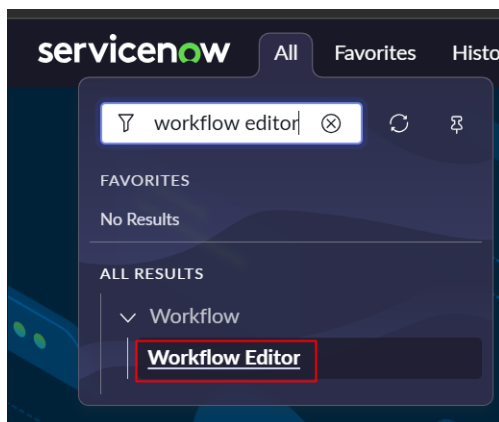 servicenow All Favorites Histo
workflow editor
FAVORITES
No Results
ALL RESULTS
Workflow
Workflow Editor